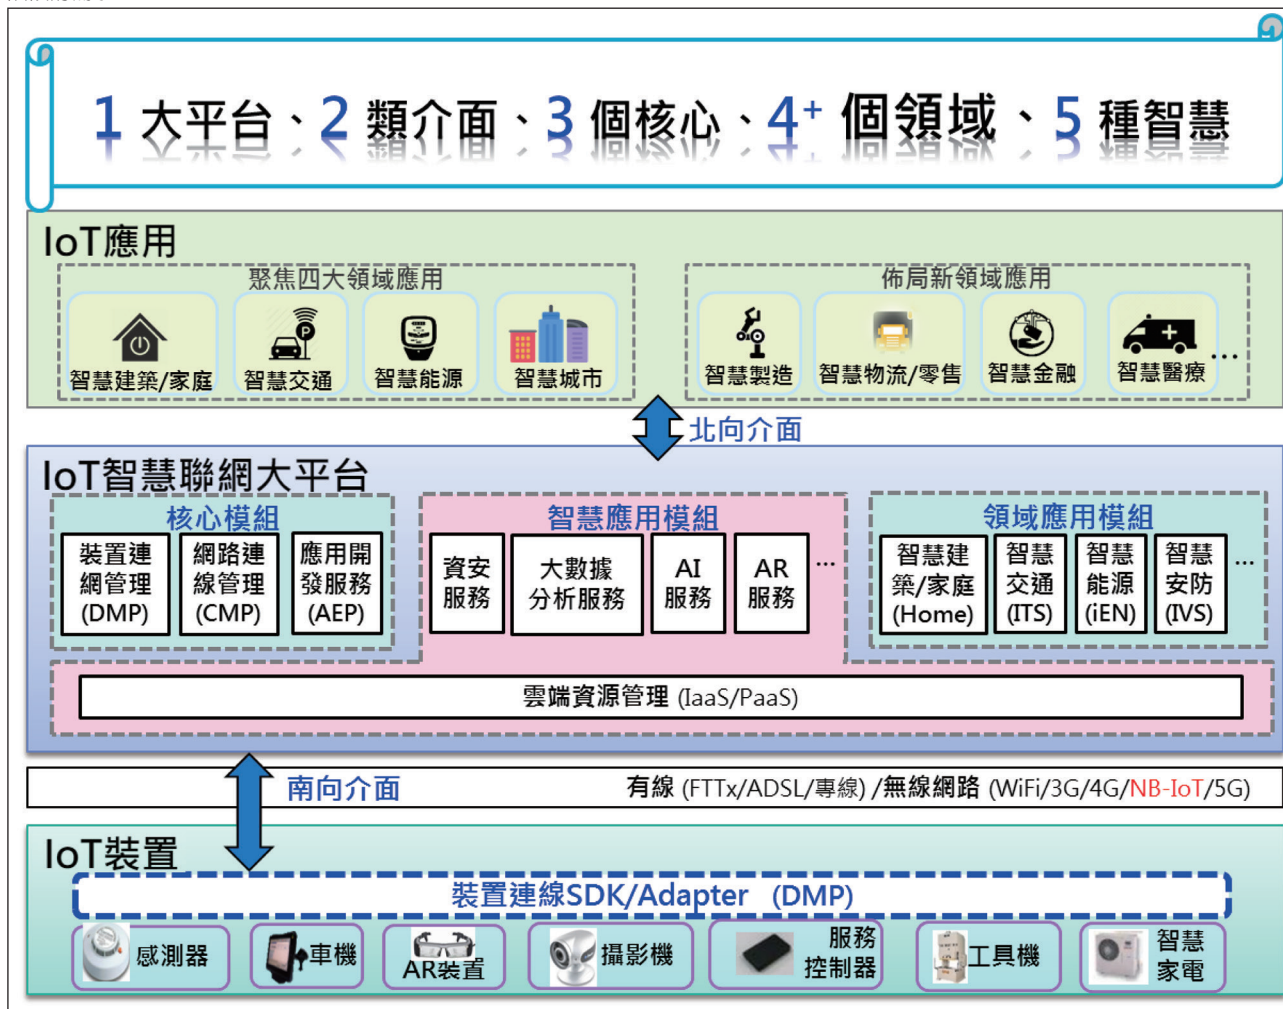 1 大平台、2 類介面、3 個核心、4+ 個領域、5 種智慧
IoT應用
聚焦四大領域應用
佈局新領域應用
P
智慧建築/家庭
智慧交通
智慧能源
智慧城市
智慧製造
智慧物流/零售
智慧金融
智慧醫療
...
北向介面
IoT智慧聯網大平台
核心模組
智慧應用模組
領域應用模組
裝置連
網管理
(DMP)
網路連
線管理
(CMP)
應用開
發服務
(AEP)
資安
服務
大數據
分析服務
AI
服務
AR
服務
...
智慧建
築/家庭
(Home)
智慧
交通
(ITS)
智慧
能源
(iEN)
智慧
安防
(IVS)
...
雲端資源管理 (IaaS/PaaS)
南向介面
有線 (FTTx/ADSL/專線) /無線網路 (WiFi/3G/4G/NB-IoT/5G)
IoT裝置
裝置連線SDK/Adapter (DMP)
感測器
車機
AR裝置
攝影機
服務
控制器
工具機
智慧
家電